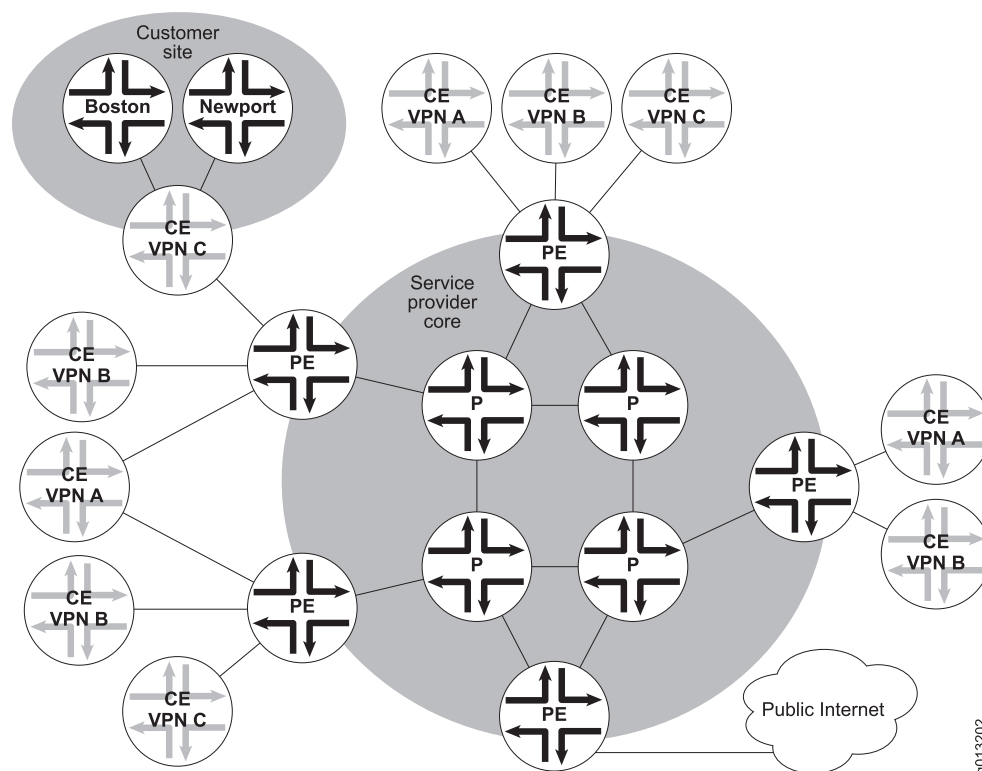 Customer
site
Boston
Newport
CE
VPN A
CE
VPN B
CE
VPN C
CE
VPN C
PE
Service
provider
core
PE
CE
VPN B
P
P
CE
VPN A
CE
VPN A
PE
CE
VPN B
P
P
CE
VPN B
PE
CE
VPN C
PE
Public Internet
g013202